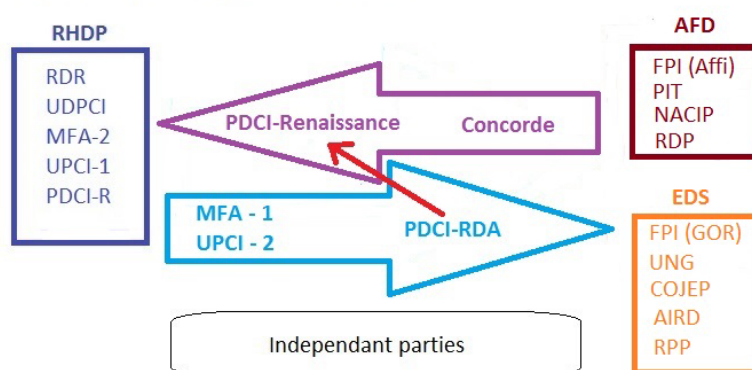 RHDP
RDR
UDPCI
MFA-2
UPCI-1
PDCI-R
PDCI-Renaissance
Concorde
MFA - 1
UPCI - 2
PDCI-RDA
AFD
FPI (Affi)
PIT
NACIP
RDP
EDS
FPI (GOR)
UNG
COJEP
AIRD
RPP
Independant parties